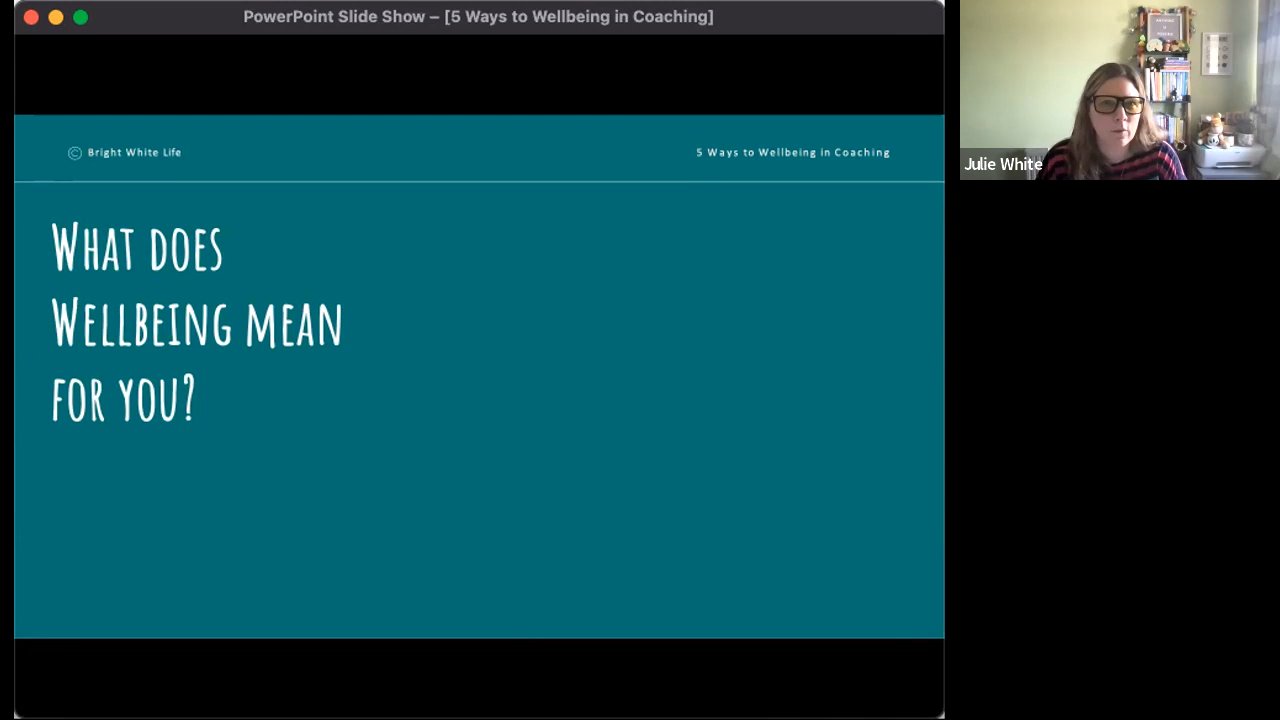 PowerPoint Slide Show – [5 Ways to Wellbeing in Coaching]
© Bright White Life
5 Ways to Wellbeing in Coaching
What does
Wellbeing mean
for you?
Julie White